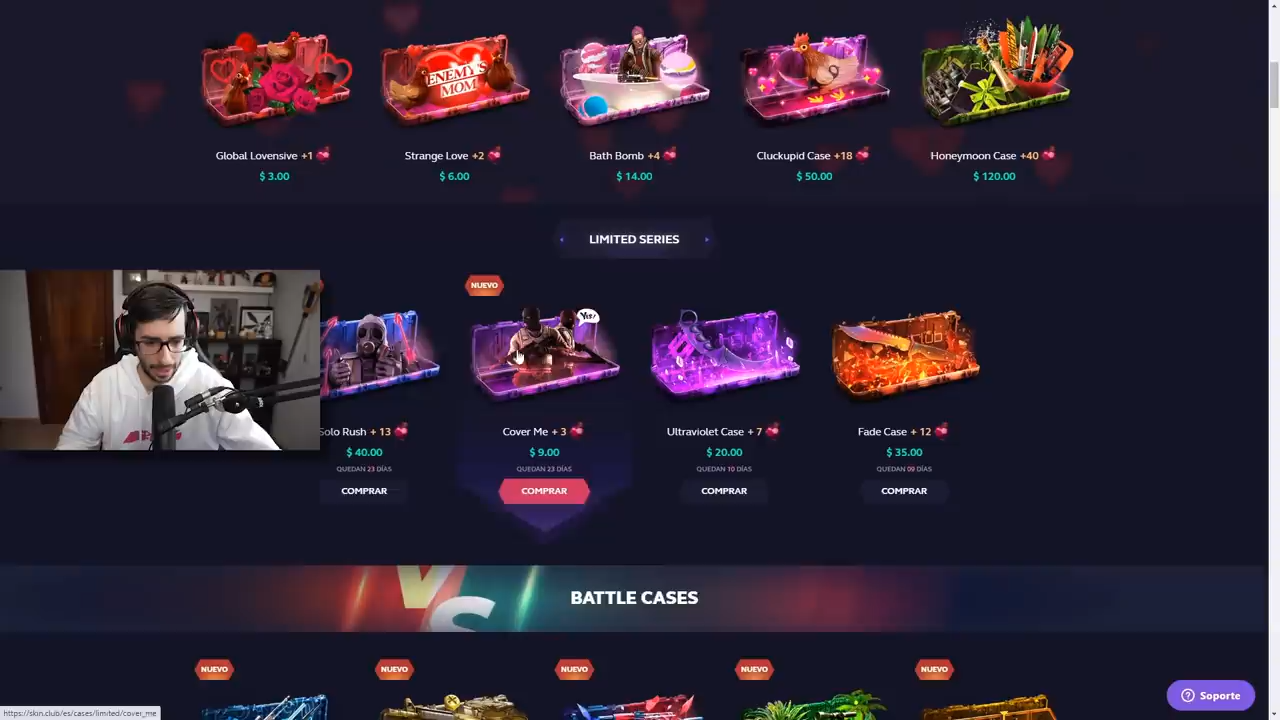 ENEMY'S
MOM
Global Lovensive +1
Strange Love +2
Bath Bomb +4
Cluckupid Case +18
Honeymoon Case +40
$ 3.00
$ 6.00
$ 14.00
$ 50.00
$ 120.00
LIMITED SERIES
NUEVO
YES!
Solo Rush + 13
Cover Me + 3
Ultraviolet Case + 7
Fade Case + 12
$ 40.00
$ 9.00
$ 20.00
$ 35.00
QUEDAN 23 DÍAS
QUEDAN 23 DÍAS
QUEDAN 10 DÍAS
QUEDAN 09 DÍAS
COMPRAR
COMPRAR
COMPRAR
COMPRAR
VS
BATTLE CASES
NUEVO
NUEVO
NUEVO
NUEVO
NUEVO
Soporte
https://skin.club/es/cases/limited/cover_me